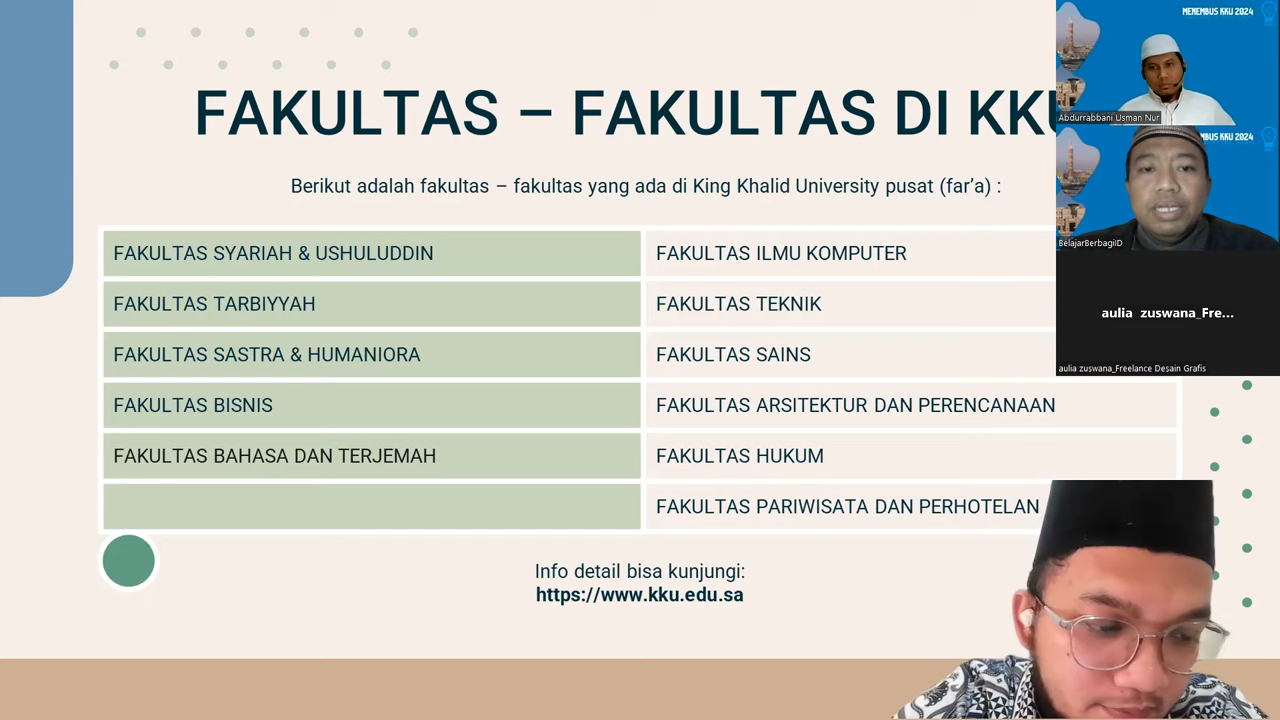 FAKULTAS – FAKULTAS DI KKU
Berikut adalah fakultas – fakultas yang ada di King Khalid University pusat (far’a) :
FAKULTAS SYARIAH & USHULUDDIN
FAKULTAS ILMU KOMPUTER
FAKULTAS TARBIYYAH
FAKULTAS TEKNIK
FAKULTAS SASTRA & HUMANIORA
FAKULTAS SAINS
FAKULTAS BISNIS
FAKULTAS ARSITEKTUR DAN PERENCANAAN
FAKULTAS BAHASA DAN TERJEMAH
FAKULTAS HUKUM
FAKULTAS PARIWISATA DAN PERHOTELAN
Info detail bisa kunjungi:
https://www.kku.edu.sa
MENEMBUS KKU 2024
Abdurrabbani Usman Nur
MBUS KKU 2024
BelajarBerbagiID
aulia zuswana_Fre...
aulia zuswana_Freelance Desain Grafis